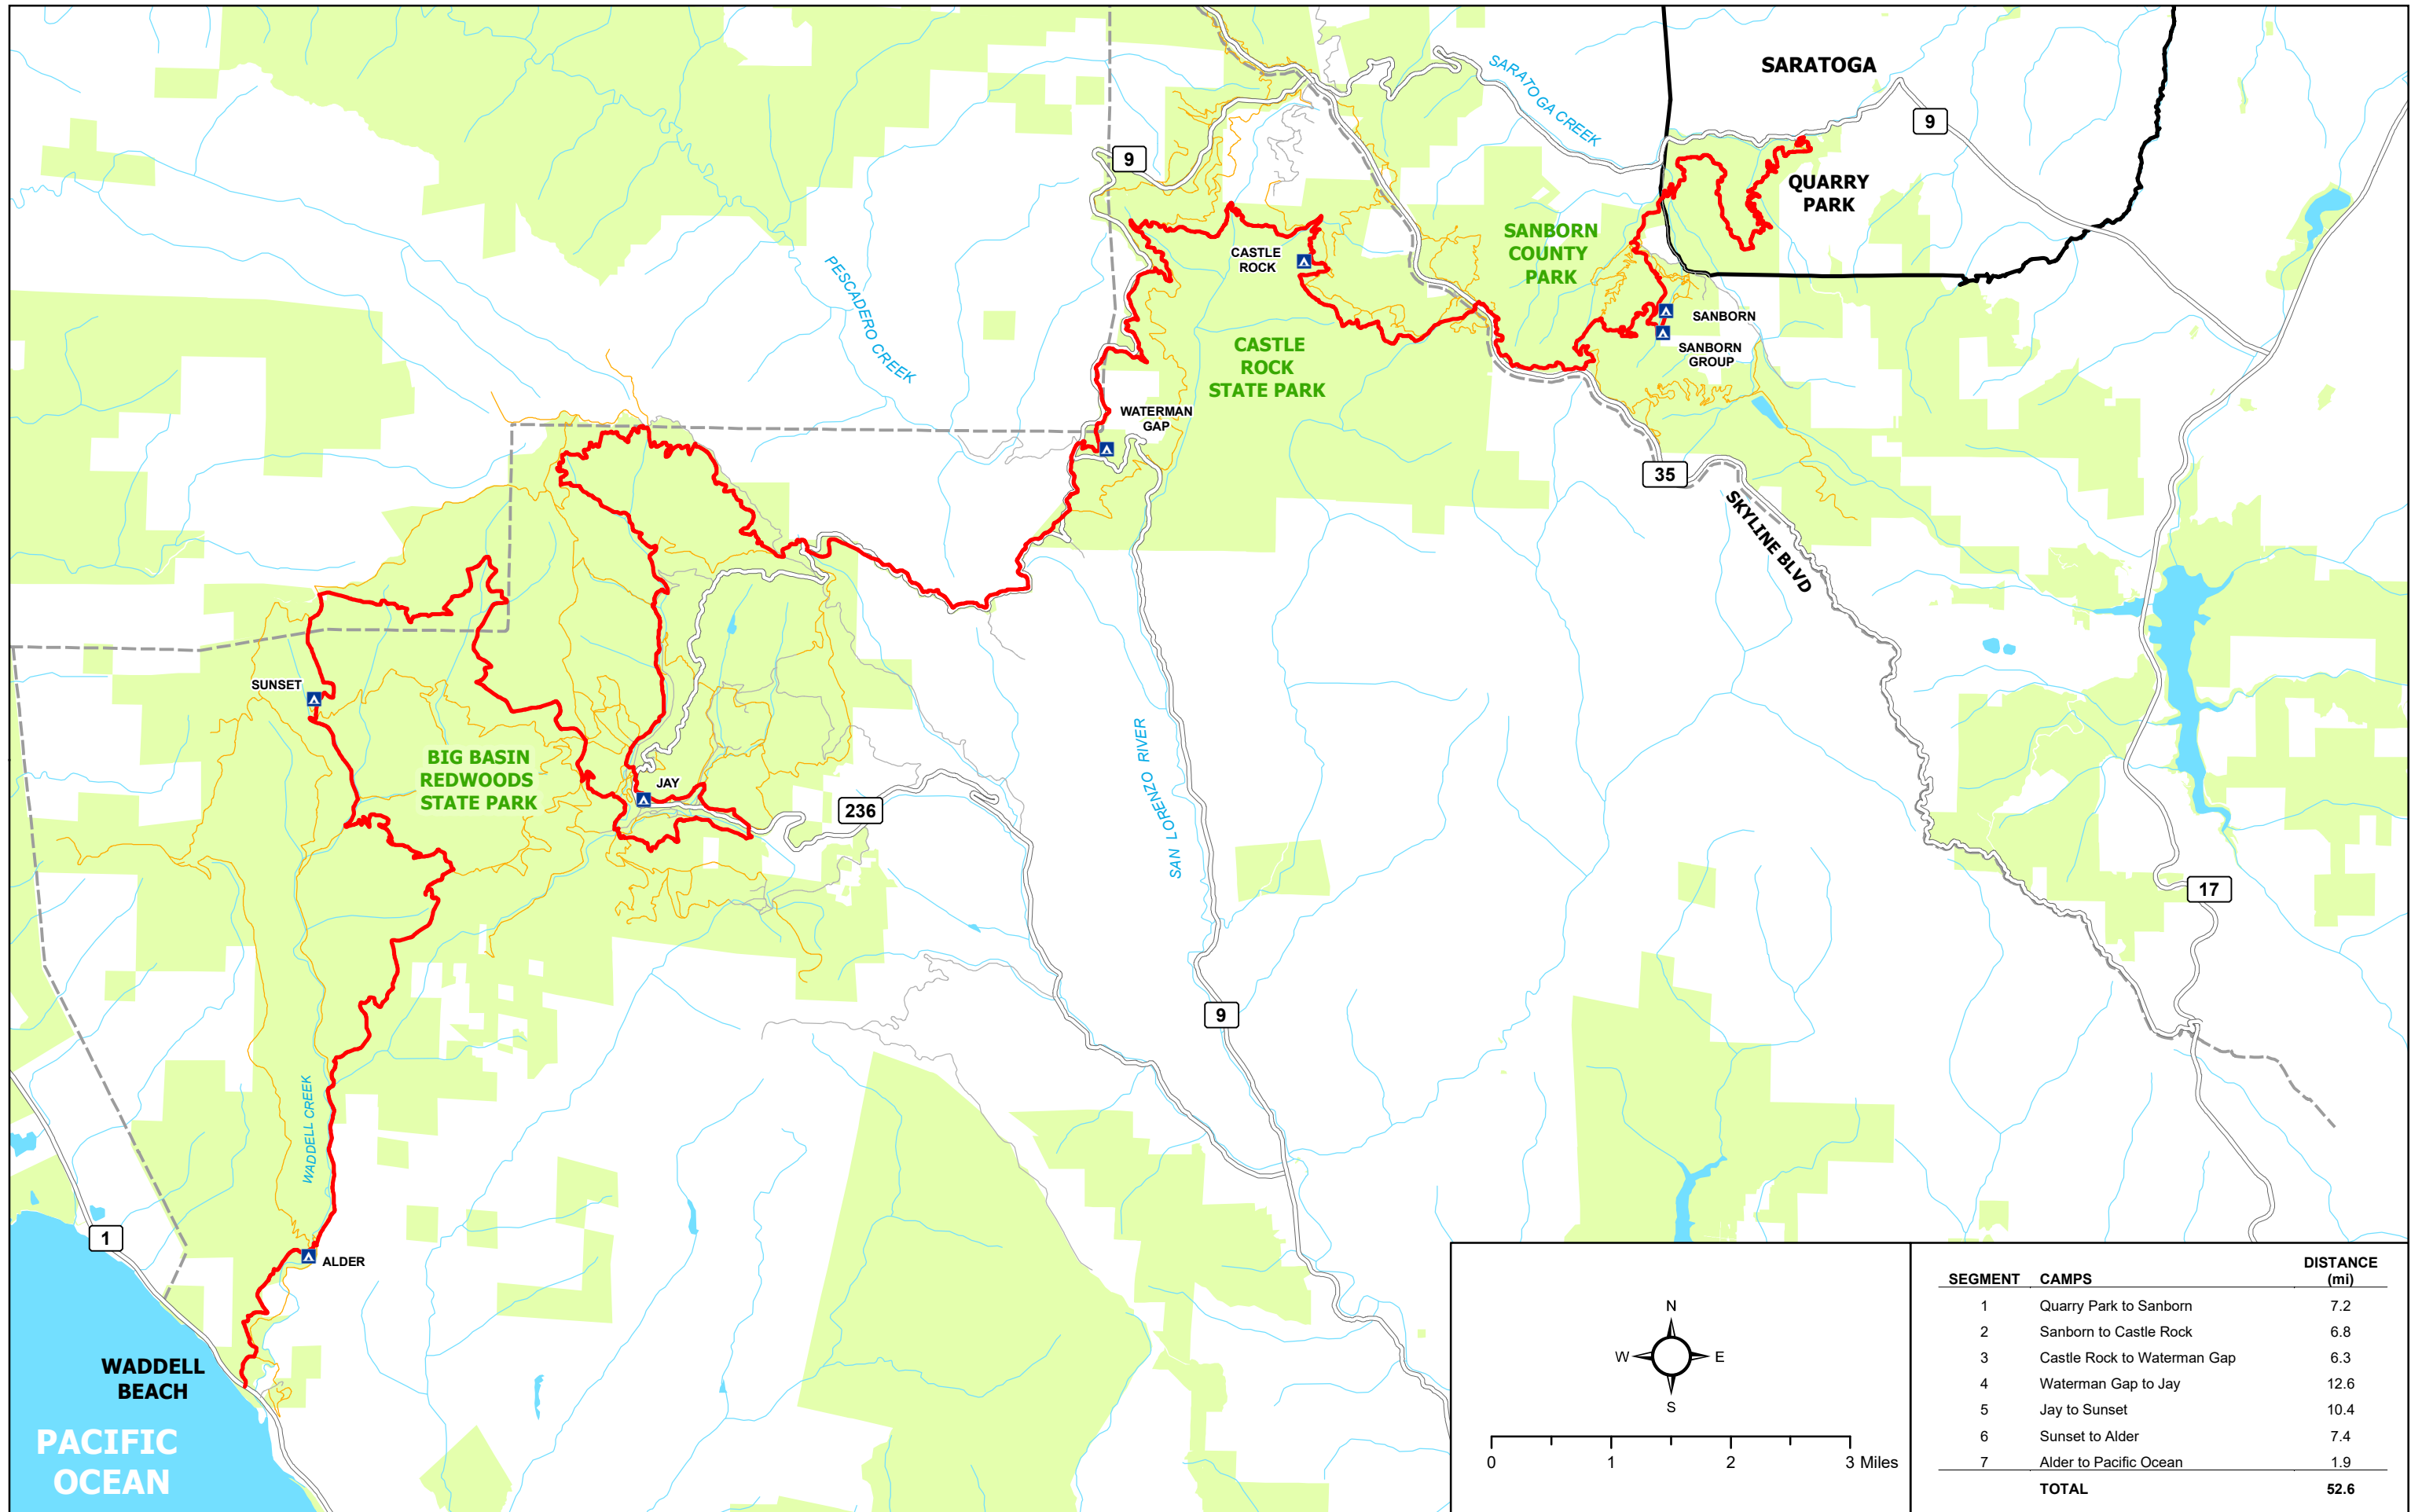 SARATOGA
SARATOGA CREEK
9
9
QUARRY
PARK
SANBORN
COUNTY
PARK
CASTLE
ROCK
PESCADERO CREEK
SANBORN
SANBORN
GROUP
CASTLE
ROCK
STATE PARK
WATERMAN
GAP
35
SKYLINE BLVD
SUNSET
BIG BASIN
REDWOODS
STATE PARK
JAY
236
SAN LORENZO RIVER
17
9
WADDELL CREEK
1
ALDER
WADDELL
BEACH
PACIFIC
OCEAN
N
W E
S
0 1 2 3 Miles
DISTANCE
SEGMENT CAMPS (mi)
1 Quarry Park to Sanborn 7.2
2 Sanborn to Castle Rock 6.8
3 Castle Rock to Waterman Gap 6.3
4 Waterman Gap to Jay 12.6
5 Jay to Sunset 10.4
6 Sunset to Alder 7.4
7 Alder to Pacific Ocean 1.9
TOTAL 52.6